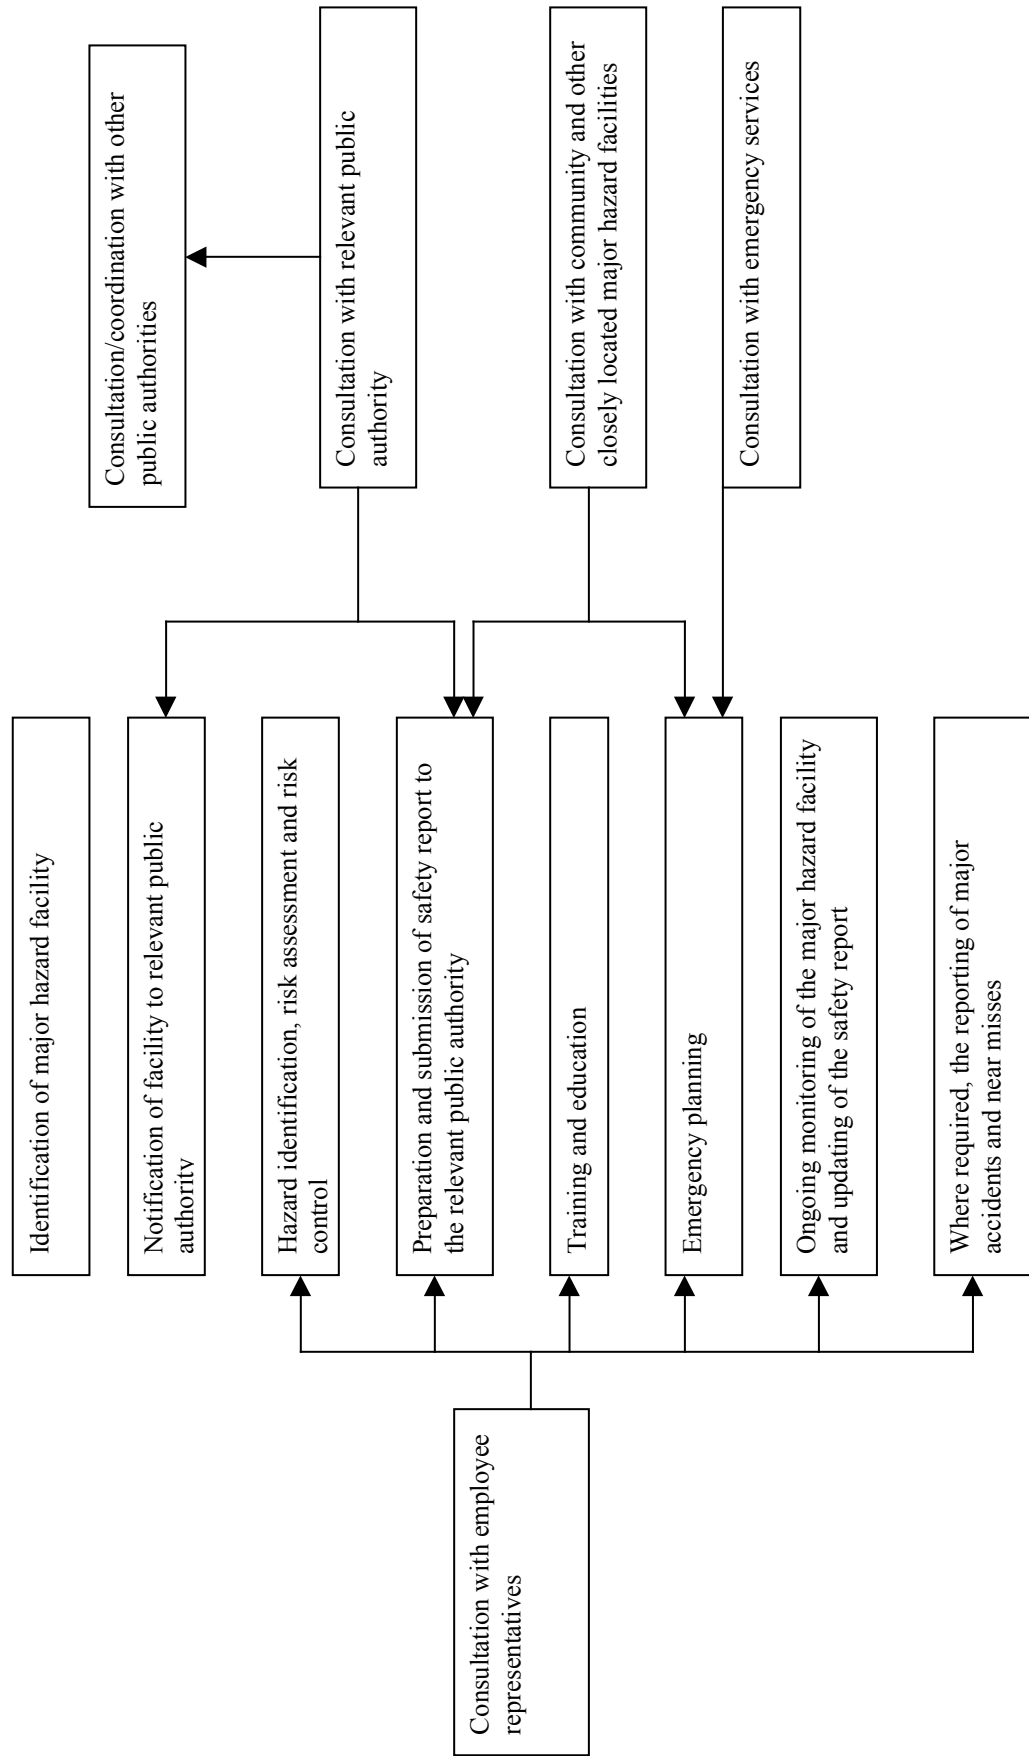 Consultation with employee
representatives
Identification of major hazard facility
Notification of facility to relevant public
authority
Hazard identification, risk assessment and risk
control
Preparation and submission of safety report to
the relevant public authority
Training and education
Emergency planning
Ongoing monitoring of the major hazard facility
and updating of the safety report
Where required, the reporting of major
accidents and near misses
Consultation/coordination with other
public authorities
Consultation with relevant public
authority
Consultation with community and other
closely located major hazard facilities
Consultation with emergency services